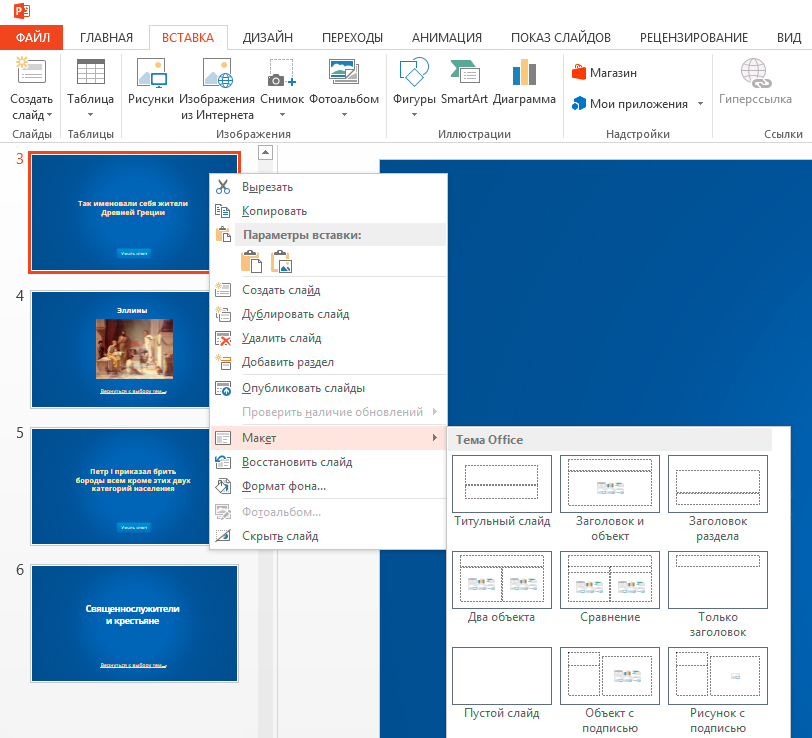 ФАЙЛ ГЛАВНАЯ ВСТАВКА ДИЗАЙН ПЕРЕХОДЫ АНИМАЦИЯ ПОКАЗ СЛАЙДОВ РЕЦЕНЗИРОВАНИЕ ВИД
Создать
слайд
Таблица
Рисунки
Изображения
из Интернета
Снимок
Фотоальбом
Фигуры
SmartArt
Диаграмма
Магазин
Мои приложения
Гиперссылка
Слайды
Таблицы
Изображения
Иллюстрации
Надстройки
Ссылки
3
Так именовали себя жители
Древней Греции
Узнать ответ
4
Эллины
Вернуться к выбору тем
5
Петр I приказал брить
бороды всем кроме этих двух
категорий населения
Узнать ответ
6
Священнослужители
и крестьяне
Вернуться к выбору тем
Вырезать
Копировать
Параметры вставки:
Создать слайд
Дублировать слайд
Удалить слайд
Добавить раздел
Опубликовать слайды
Проверить наличие обновлений
Макет
Восстановить слайд
Формат фона...
Фотоальбом...
Скрыть слайд
Тема Office
Титульный слайд
Заголовок и
объект
Заголовок
раздела
Два объекта
Сравнение
Только
заголовок
Пустой слайд
Объект с
подписью
Рисунок с
подписью